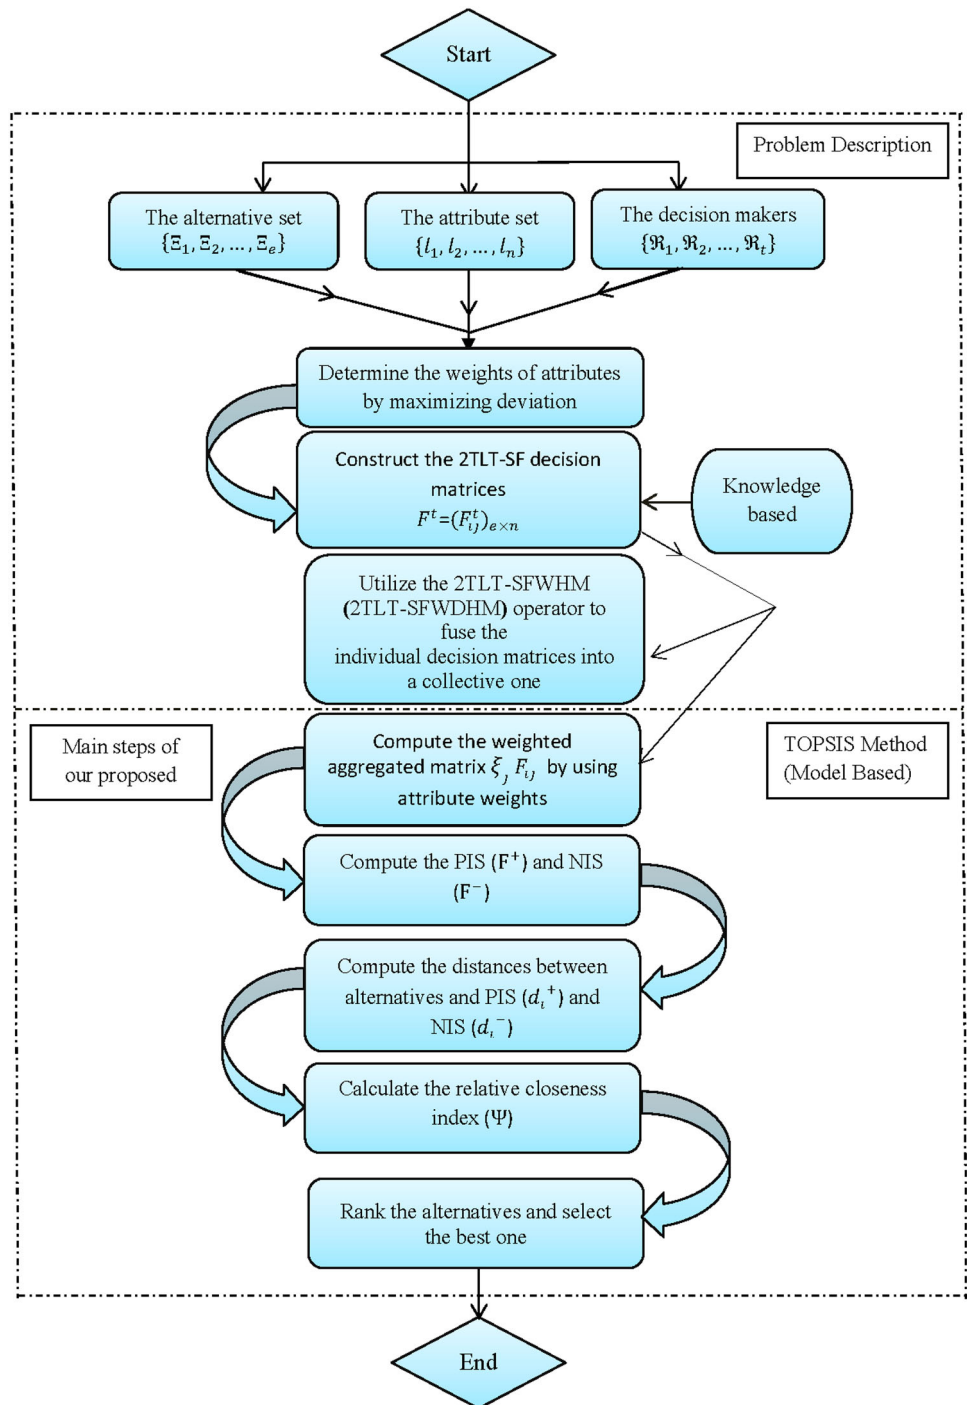 Start
Problem Description
The alternative set
{Ξ₁, Ξ₂, …, Ξₑ}
The attribute set
{l₁, l₂, …, lₙ}
The decision makers
{ℜ₁, ℜ₂, …, ℜₜ}
Determine the weights of attributes
by maximizing deviation
Construct the 2TLT-SF decision
matrices
Fᵗ=(Fᵗᵢⱼ)ₑ×ₙ
Knowledge
based
Utilize the 2TLT-SFWHM
(2TLT-SFWDHM) operator to
fuse the
individual decision matrices into
a collective one
Main steps of
our proposed
TOPSIS Method
(Model Based)
Compute the weighted
aggregated matrix ξⱼ Fᵢⱼ by using
attribute weights
Compute the PIS (F⁺) and NIS
(F⁻)
Compute the distances between
alternatives and PIS (dᵢ⁺) and
NIS (dᵢ⁻)
Calculate the relative closeness
index (Ψ)
Rank the alternatives and select
the best one
End